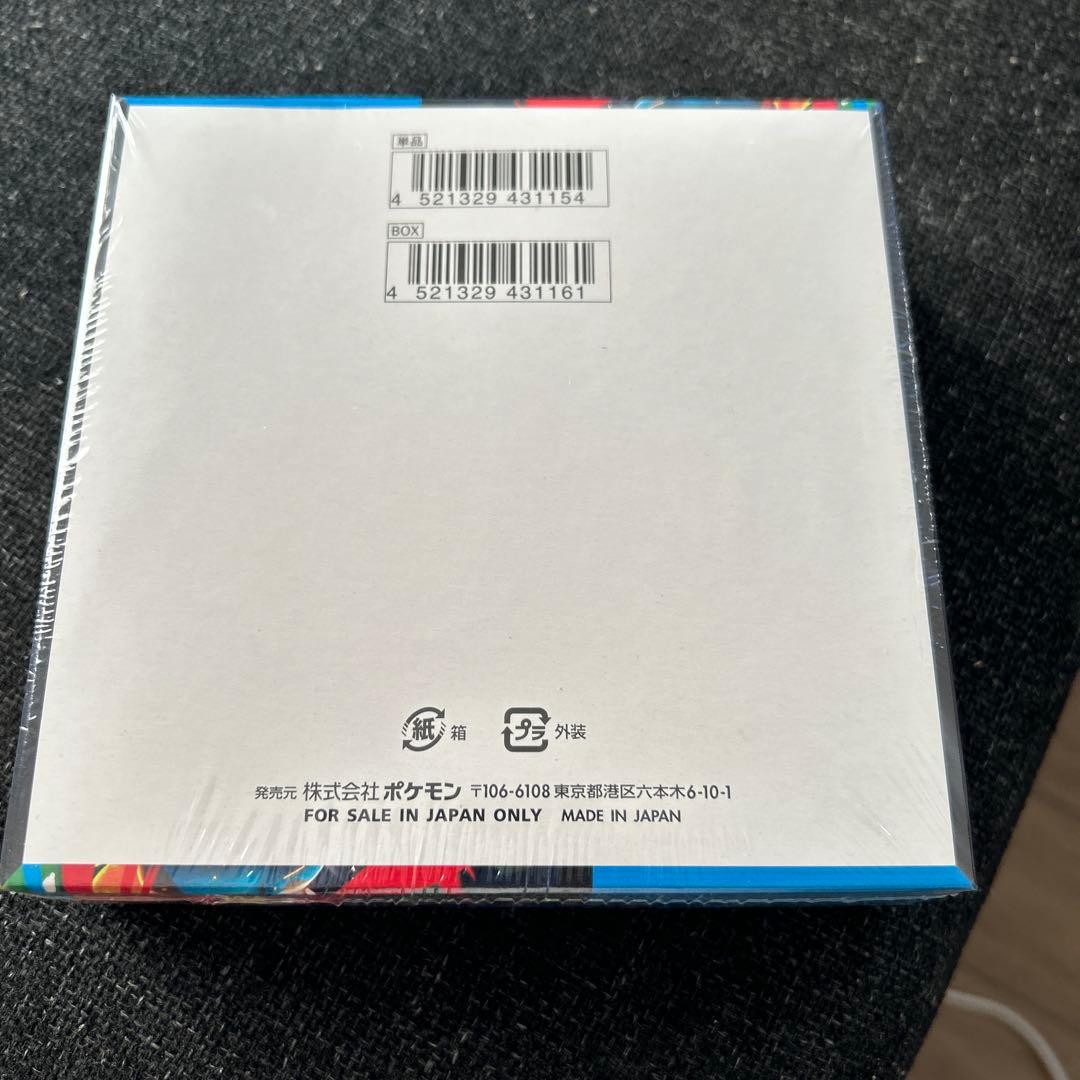 単品
4 521329 431154
BOX
4 521329 431161
紙 箱 プラ 外装
発売元 株式会社 ポケモン 〒106-6108 東京都港区六本木6-10-1
FOR SALE IN JAPAN ONLY MADE IN JAPAN